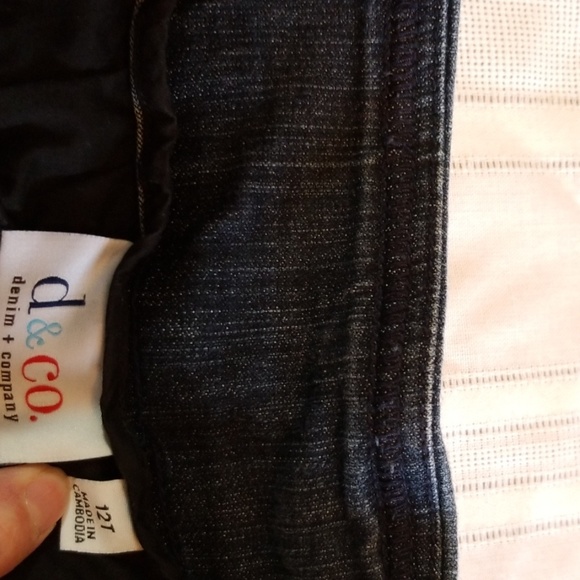 d&CO.
denim + company
12T
MADE IN
CAMBODIA